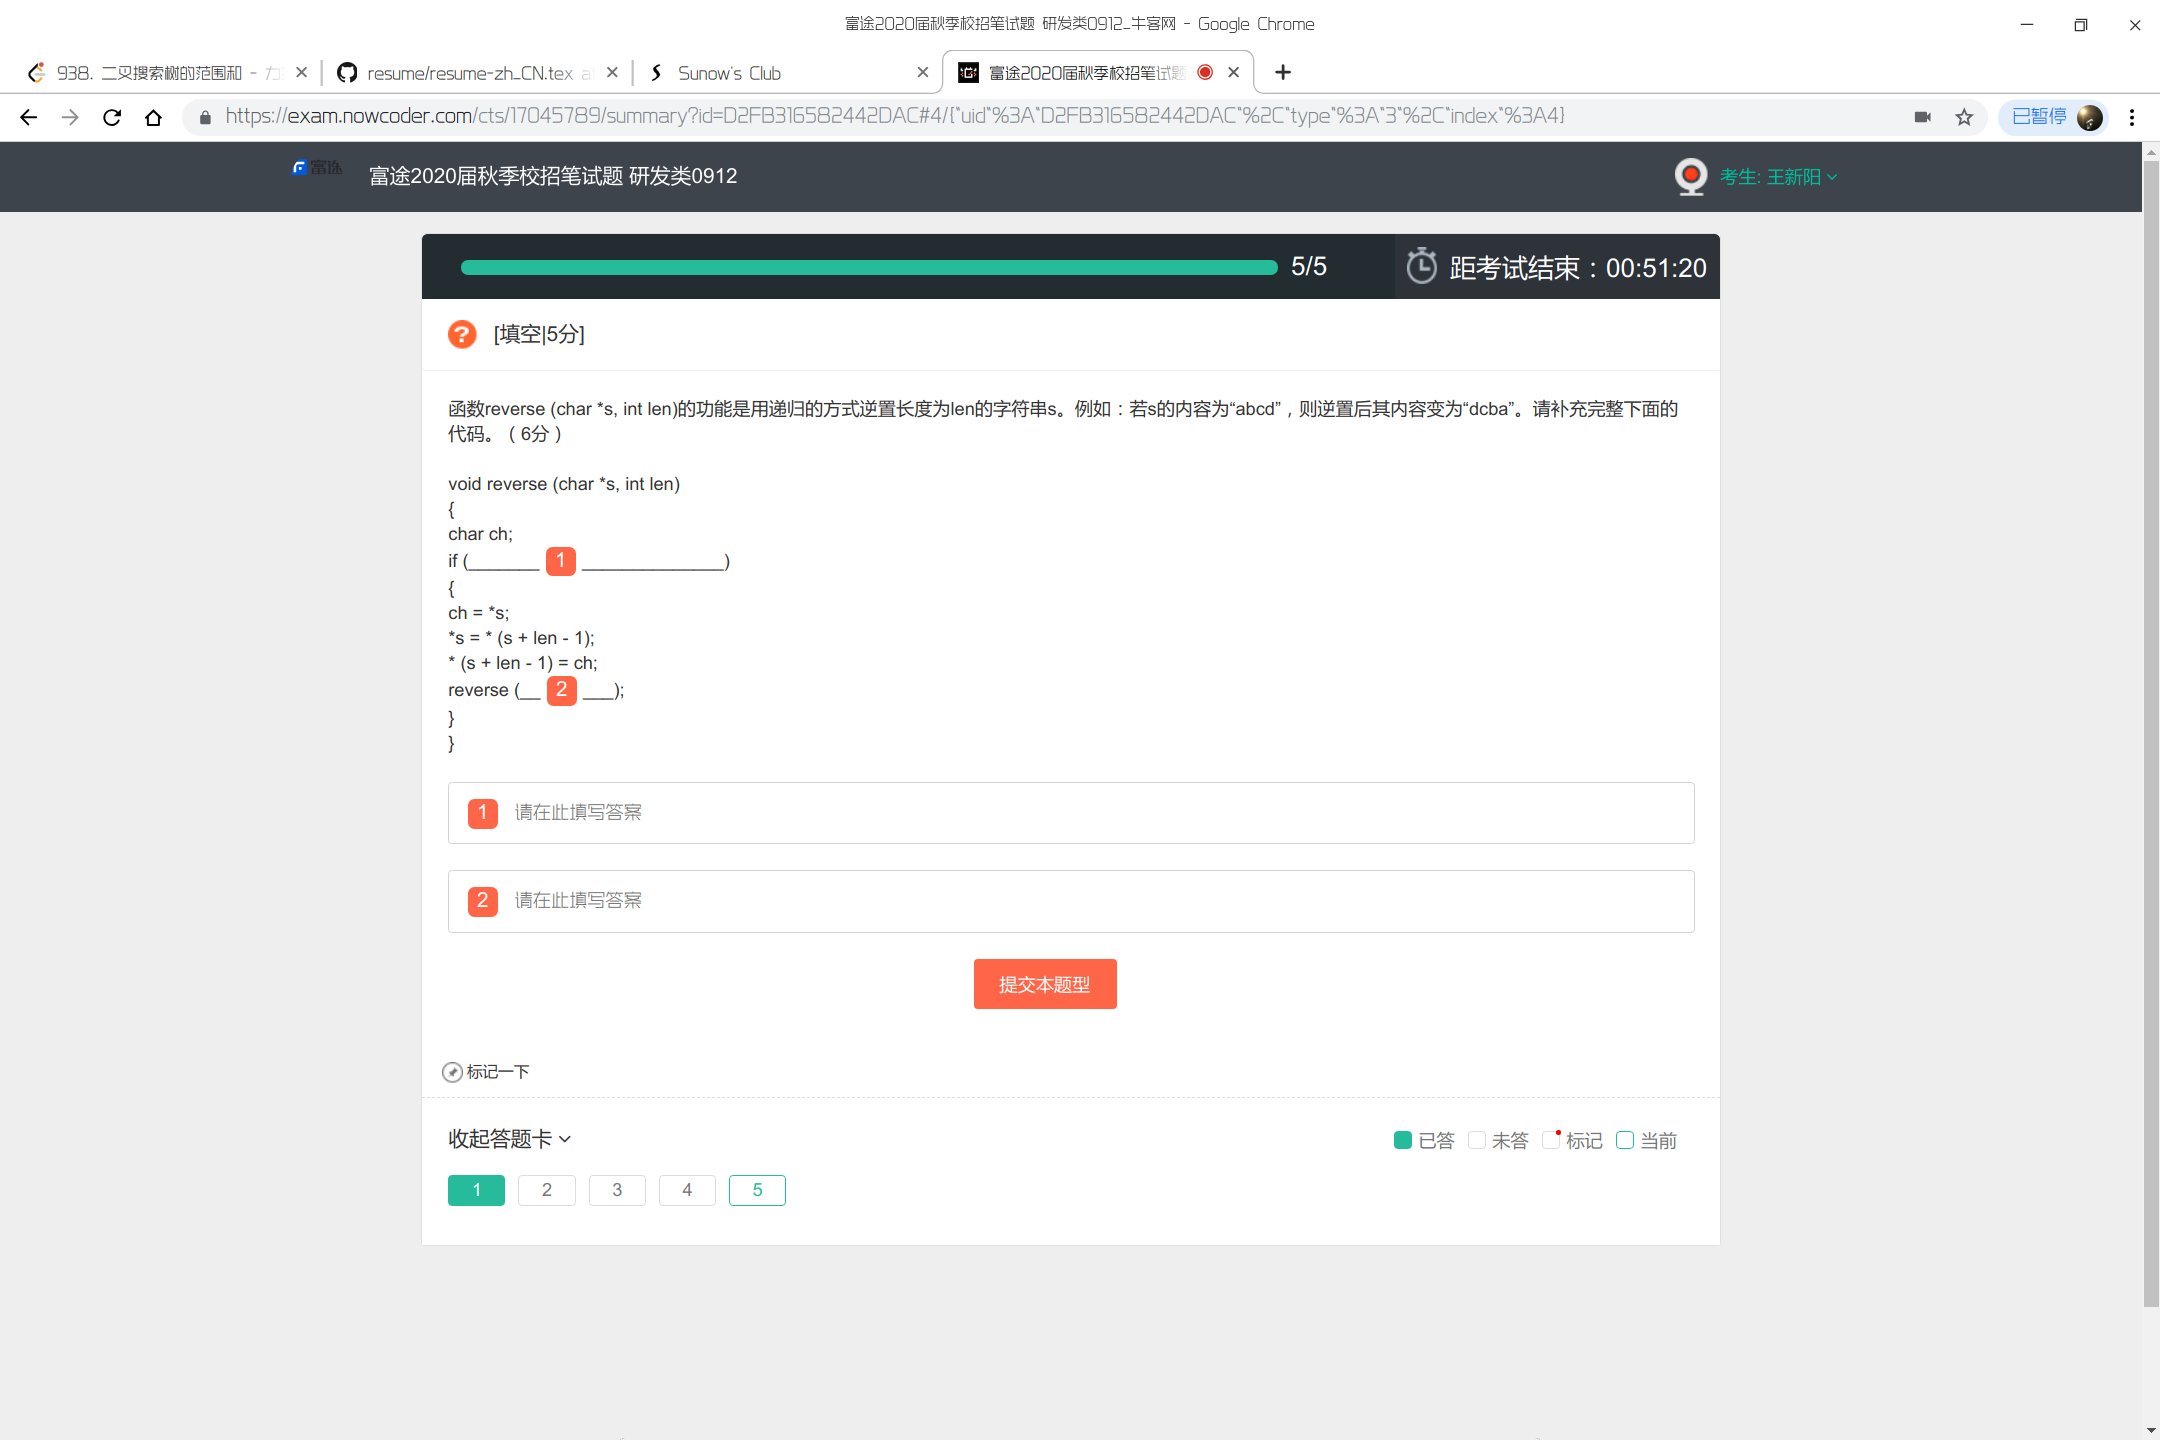 富途2020届秋季校招笔试题 研发类0912_牛客网 - Google Chrome
938. 二叉搜索树的范围和 - 力
resume/resume-zh_CN.tex at
Sunow's Club
富途2020届秋季校招笔试题
https://exam.nowcoder.com/cts/17045789/summary?id=D2FB316582442DAC#4/{"uid"%3A"D2FB316582442DAC"%2C"type"%3A"3"%2C"index"%3A4}
已暂停
富途
富途2020届秋季校招笔试题 研发类0912
考生: 王新阳
5/5
距考试结束：00:51:20
[填空|5分]
函数reverse (char *s, int len)的功能是用递归的方式逆置长度为len的字符串s。例如：若s的内容为“abcd”，则逆置后其内容变为“dcba”。请补充完整下面的
代码。（6分）
void reverse (char *s, int len)
{
char ch;
if (_______ 1 ______________)
{
ch = *s;
*s = * (s + len - 1);
* (s + len - 1) = ch;
reverse (__ 2 ___);
}
}
1 请在此填写答案
2 请在此填写答案
提交本题型
标记一下
收起答题卡
已答 未答 标记 当前
1 2 3 4 5